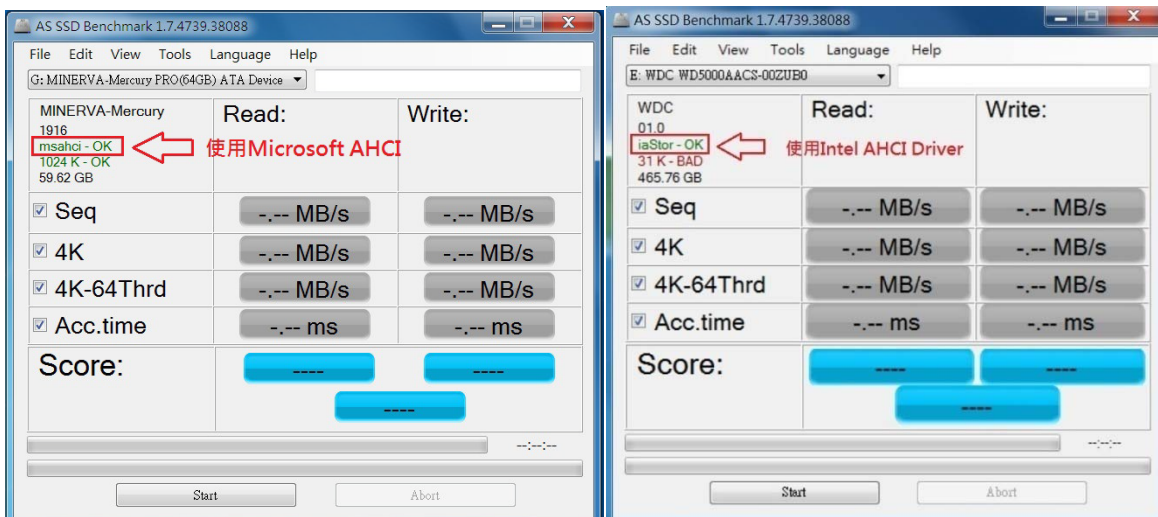 AS SSD Benchmark 1.7.4739.38088
File Edit View Tools Language Help
G: MINERVA-Mercury PRO(64GB) ATA Device
MINERVA-Mercury
1916
msahci - OK
1024 K - OK
59.62 GB
使用Microsoft AHCI
Read: Write:
Seq -.-- MB/s -.-- MB/s
4K -.-- MB/s -.-- MB/s
4K-64Thrd -.-- MB/s -.-- MB/s
Acc.time -.-- ms -.-- ms
Score: ---- ----
----
--:--:--
Start Abort
AS SSD Benchmark 1.7.4739.38088
File Edit View Tools Language Help
E: WDC WD5000AACS-00ZUB0
WDC
01.0
iaStor - OK
31 K - BAD
465.76 GB
使用Intel AHCI Driver
Read: Write:
Seq -.-- MB/s -.-- MB/s
4K -.-- MB/s -.-- MB/s
4K-64Thrd -.-- MB/s -.-- MB/s
Acc.time -.-- ms -.-- ms
Score: ---- ----
----
--:--:--
Start Abort